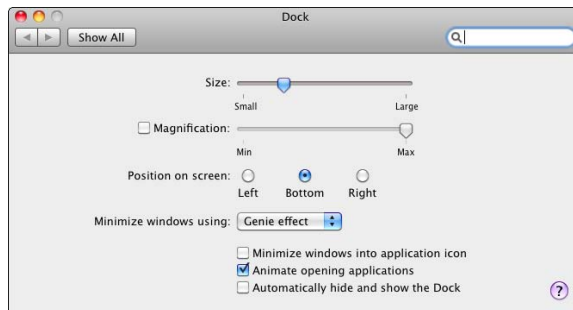 Dock
Show All
Size:
Small Large
Magnification:
Min Max
Position on screen:
Left Bottom Right
Minimize windows using: Genie effect
Minimize windows into application icon
Animate opening applications
Automatically hide and show the Dock
?